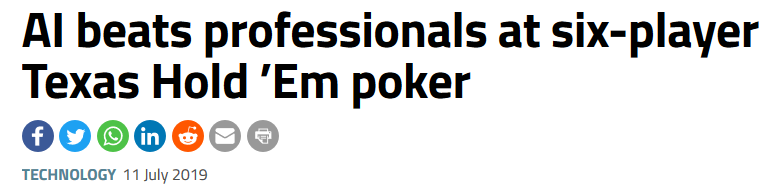 AI beats professionals at six-player
Texas Hold ’Em poker
TECHNOLOGY 11 July 2019